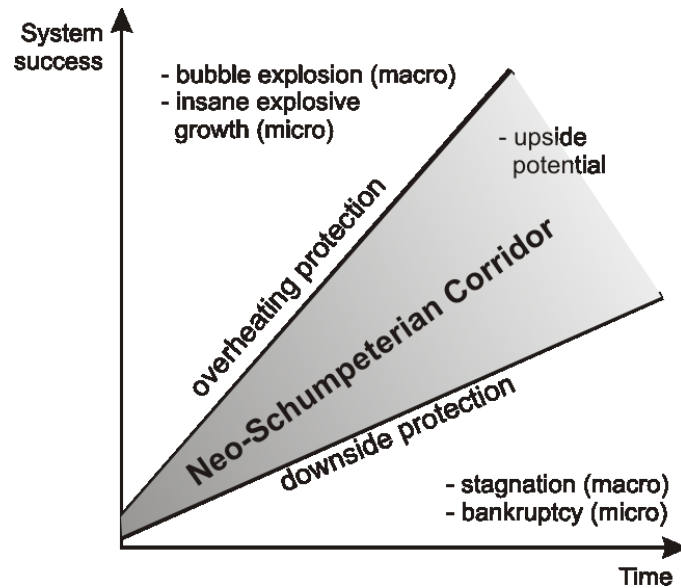 System
success
- bubble explosion (macro)
- insane explosive
growth (micro)
- upside
potential
overheating protection
Neo-Schumpeterian Corridor
downside protection
- stagnation (macro)
- bankruptcy (micro)
Time